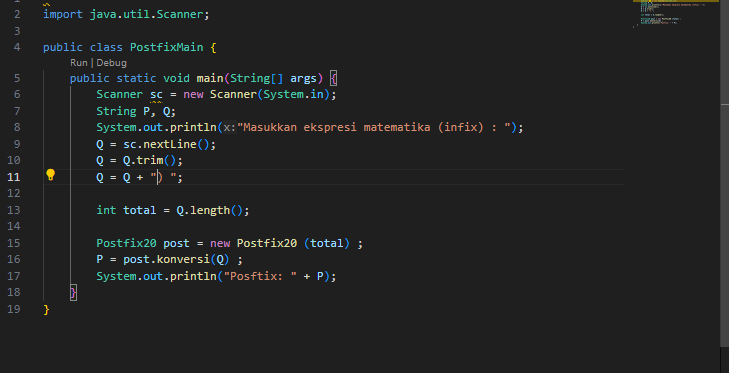 1
2 import java.util.Scanner;
3
4 public class PostfixMain {
Run | Debug
5 public static void main(String[] args) {
6 Scanner sc = new Scanner(System.in);
7 String P, Q;
8 System.out.println(x:"Masukkan ekspresi matematika (infix) : ");
9 Q = sc.nextLine();
10 Q = Q.trim();
11 Q = Q + ") ";
12
13 int total = Q.length();
14
15 Postfix20 post = new Postfix20 (total) ;
16 P = post.konversi(Q) ;
17 System.out.println("Posftix: " + P);
18 }
19 }